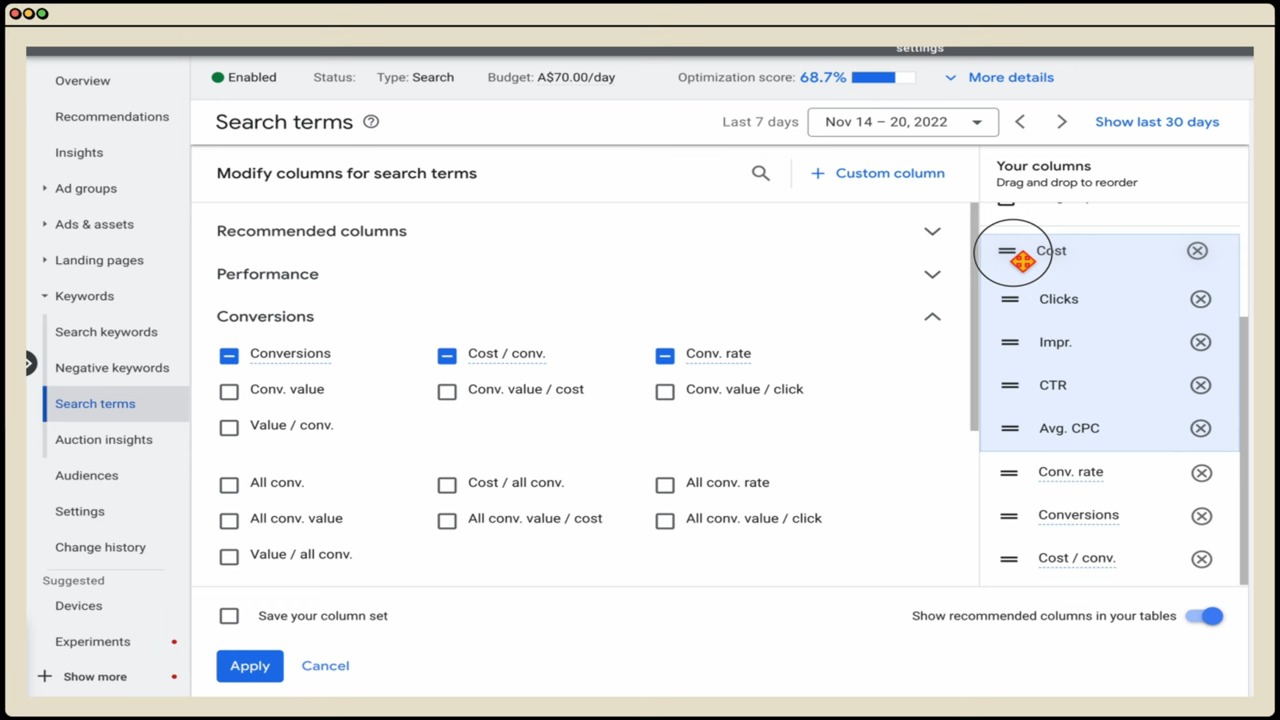 settings
Overview
Recommendations
Insights
Ad groups
Ads & assets
Landing pages
Keywords
Search keywords
Negative keywords
Search terms
Auction insights
Audiences
Settings
Change history
Suggested
Devices
Experiments
Show more
Enabled Status: Type: Search Budget: A$70.00/day Optimization score: 68.7% More details
Search terms Last 7 days Nov 14 – 20, 2022 Show last 30 days
Modify columns for search terms + Custom column
Recommended columns
Performance
Conversions
Conversions Cost / conv. Conv. rate
Conv. value Conv. value / cost Conv. value / click
Value / conv.
All conv. Cost / all conv. All conv. rate
All conv. value All conv. value / cost All conv. value / click
Value / all conv.
Your columns
Drag and drop to reorder
Cost
Clicks
Impr.
CTR
Avg. CPC
Conv. rate
Conversions
Cost / conv.
Save your column set Show recommended columns in your tables
Apply Cancel